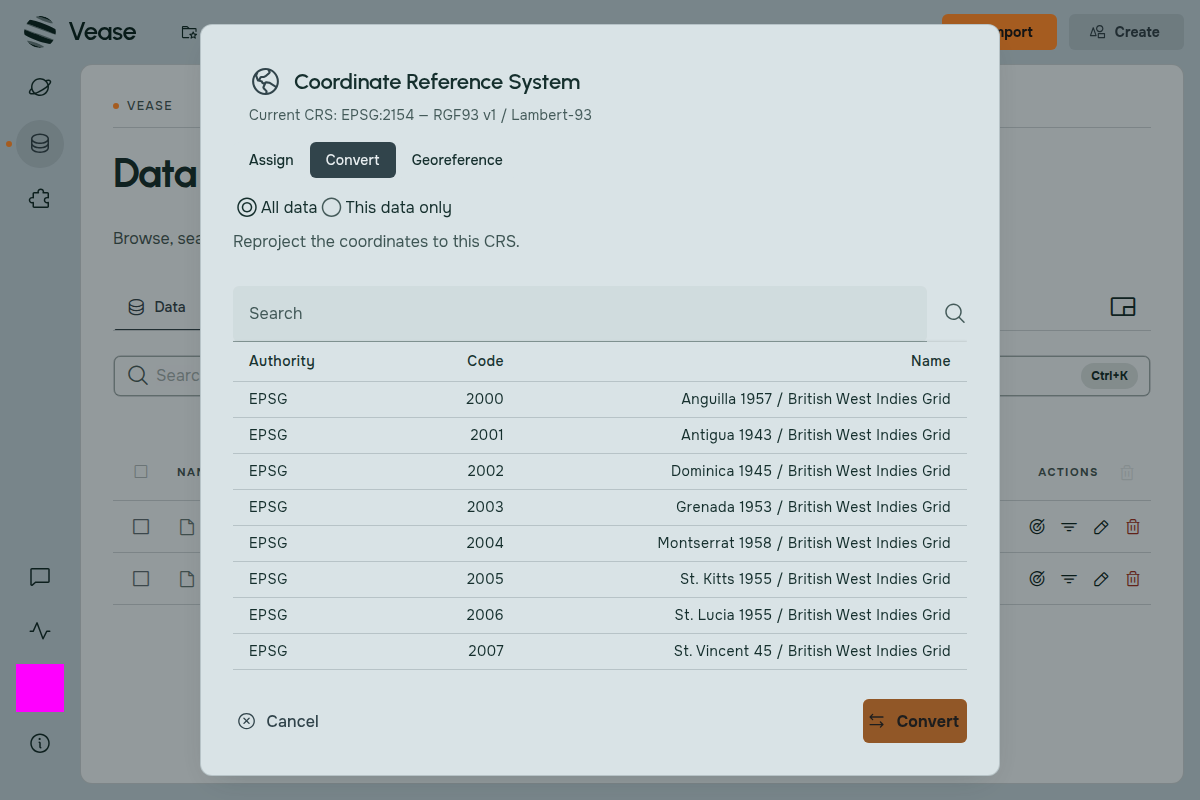 Vease
Create
VEASE
Data
Browse,
Data
Ctrl+K
ACTIONS
Coordinate Reference System
Current CRS: EPSG:2154 — RGF93 v1 / Lambert-93
Assign Convert Georeference
All data This data only
Reproject the coordinates to this CRS.
Search
Authority Code Name
EPSG 2000 Anguilla 1957 / British West Indies Grid
EPSG 2001 Antigua 1943 / British West Indies Grid
EPSG 2002 Dominica 1945 / British West Indies Grid
EPSG 2003 Grenada 1953 / British West Indies Grid
EPSG 2004 Montserrat 1958 / British West Indies Grid
EPSG 2005 St. Kitts 1955 / British West Indies Grid
EPSG 2006 St. Lucia 1955 / British West Indies Grid
EPSG 2007 St. Vincent 45 / British West Indies Grid
Cancel Convert